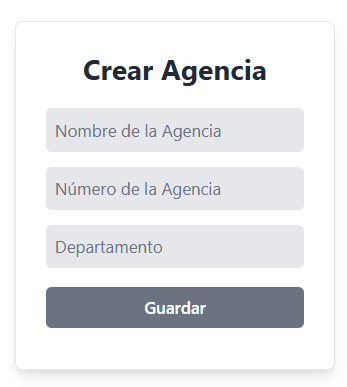 Crear Agencia
Nombre de la Agencia
Número de la Agencia
Departamento
Guardar